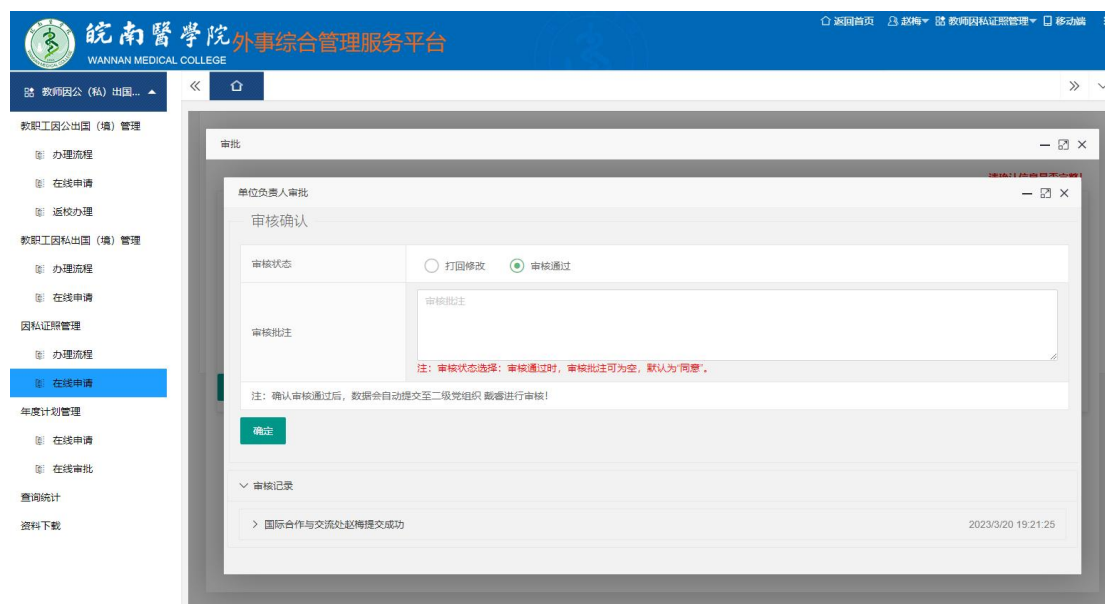 皖南醫學院
WANNAN MEDICAL COLLEGE
外事综合管理服务平台
返回首页 赵梅 教师因私证照管理 移动端
教师因公（私）出国...
教职工因公出国（境）管理
办理流程
在线申请
返校办理
教职工因私出国（境）管理
办理流程
在线申请
因私证照管理
办理流程
在线申请
年度计划管理
在线申请
在线审批
查询统计
资料下载
审批
请确认信息是否完整!
单位负责人审批
审核确认
审核状态
打回修改 审核通过
审核批注
审核批注
注：审核状态选择：审核通过时，审核批注可为空，默认为“同意”。
注：确认审核通过后，数据会自动提交至二级党组织 戴睿进行审核！
确定
审核记录
国际合作与交流处赵梅提交成功 2023/3/20 19:21:25